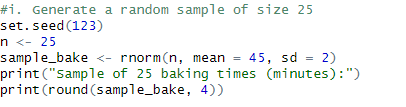 #i. Generate a random sample of size 25
set.seed(123)
n <- 25
sample_bake <- rnorm(n, mean = 45, sd = 2)
print("Sample of 25 baking times (minutes):")
print(round(sample_bake, 4))